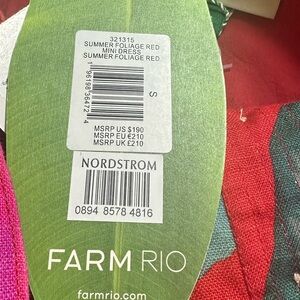 321315
SUMMER FOLIAGE RED
MINI DRESS
SUMMER FOLIAGE RED
S
MSRP US $190
MSRP EU €210
MSRP UK £210
NORDSTROM
0894 8578 4816
FARM RIO
farmrio.com